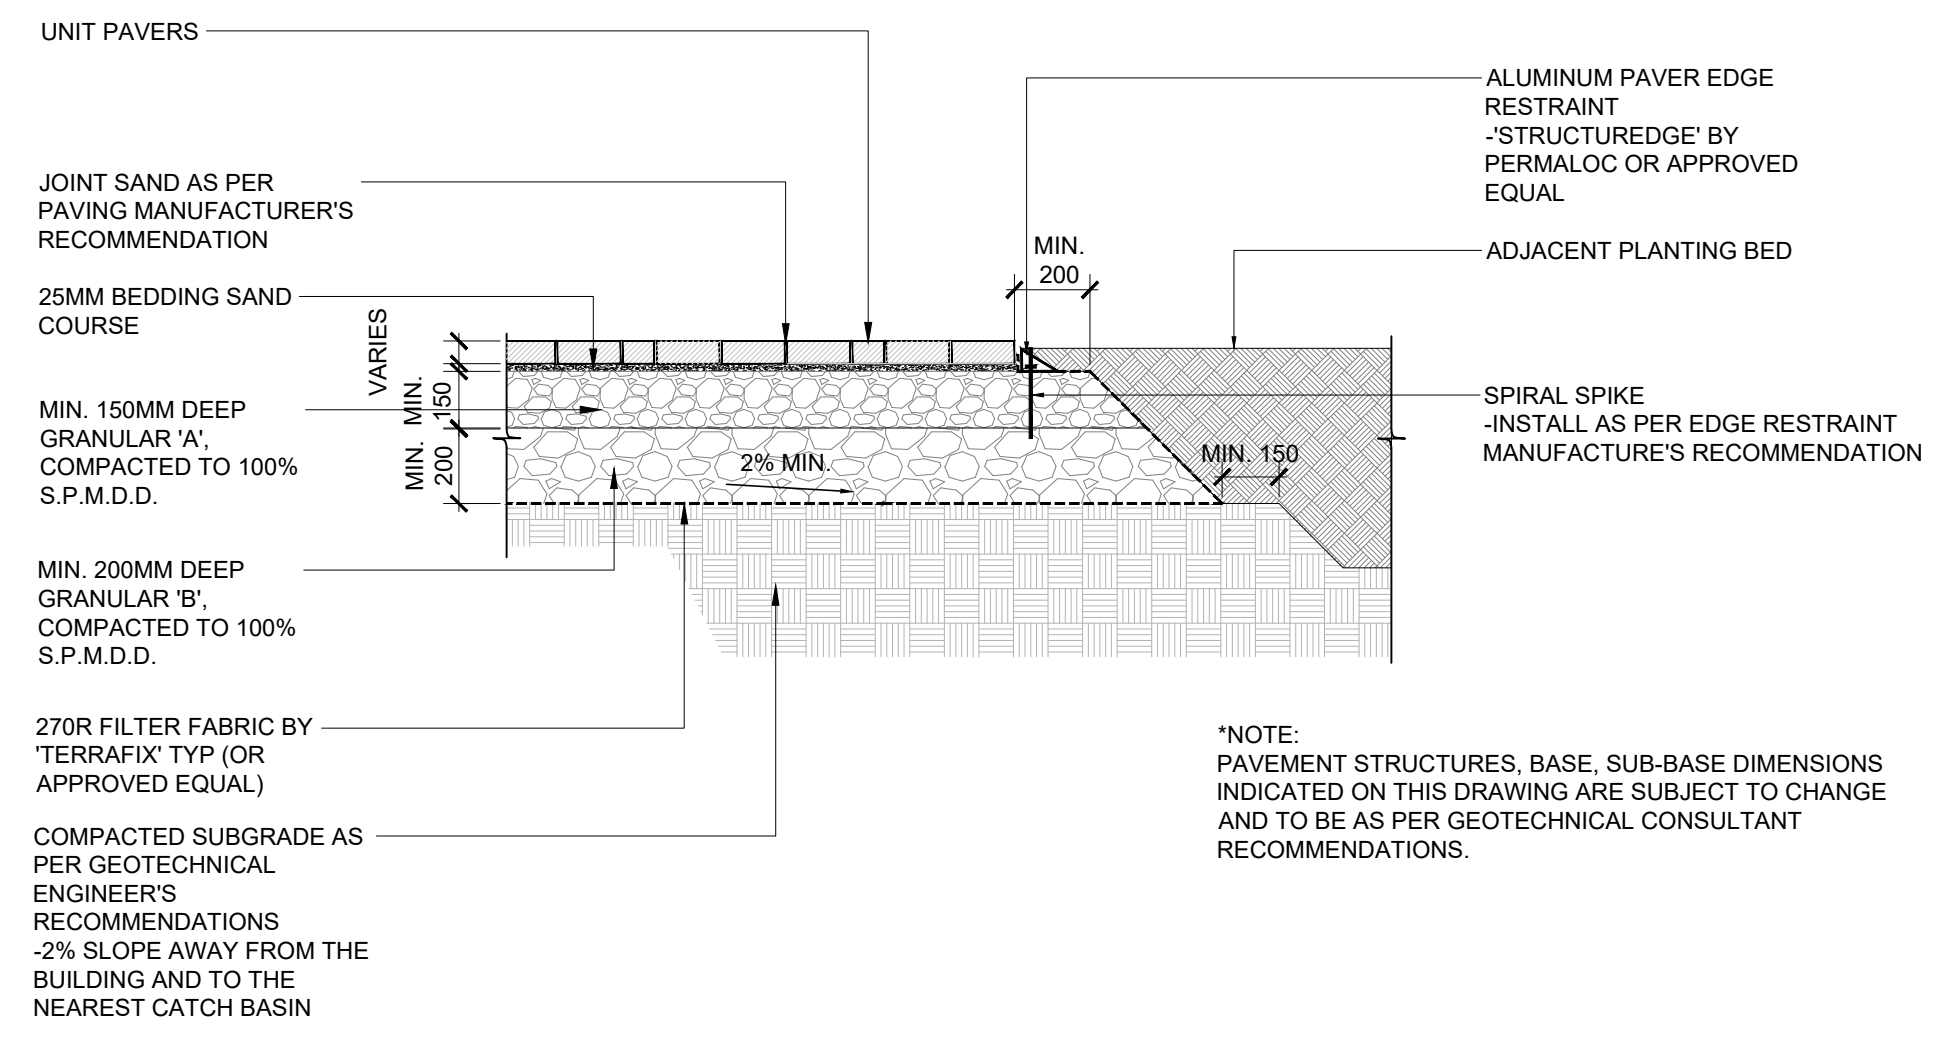 UNIT PAVERS
JOINT SAND AS PER
PAVING MANUFACTURER'S
RECOMMENDATION
25MM BEDDING SAND
COURSE
MIN. 150MM DEEP
GRANULAR 'A',
COMPACTED TO 100%
S.P.M.D.D.
MIN. 200MM DEEP
GRANULAR 'B',
COMPACTED TO 100%
S.P.M.D.D.
270R FILTER FABRIC BY
'TERRAFIX' TYP (OR
APPROVED EQUAL)
COMPACTED SUBGRADE AS
PER GEOTECHNICAL
ENGINEER'S
RECOMMENDATIONS
-2% SLOPE AWAY FROM THE
BUILDING AND TO THE
NEAREST CATCH BASIN
VARIES
MIN.
150
MIN.
200
2% MIN.
MIN.
200
MIN. 150
ALUMINUM PAVER EDGE
RESTRAINT
-'STRUCTUREDGE' BY
PERMALOC OR APPROVED
EQUAL
ADJACENT PLANTING BED
SPIRAL SPIKE
-INSTALL AS PER EDGE RESTRAINT
MANUFACTURE'S RECOMMENDATION
*NOTE:
PAVEMENT STRUCTURES, BASE, SUB-BASE DIMENSIONS
INDICATED ON THIS DRAWING ARE SUBJECT TO CHANGE
AND TO BE AS PER GEOTECHNICAL CONSULTANT
RECOMMENDATIONS.